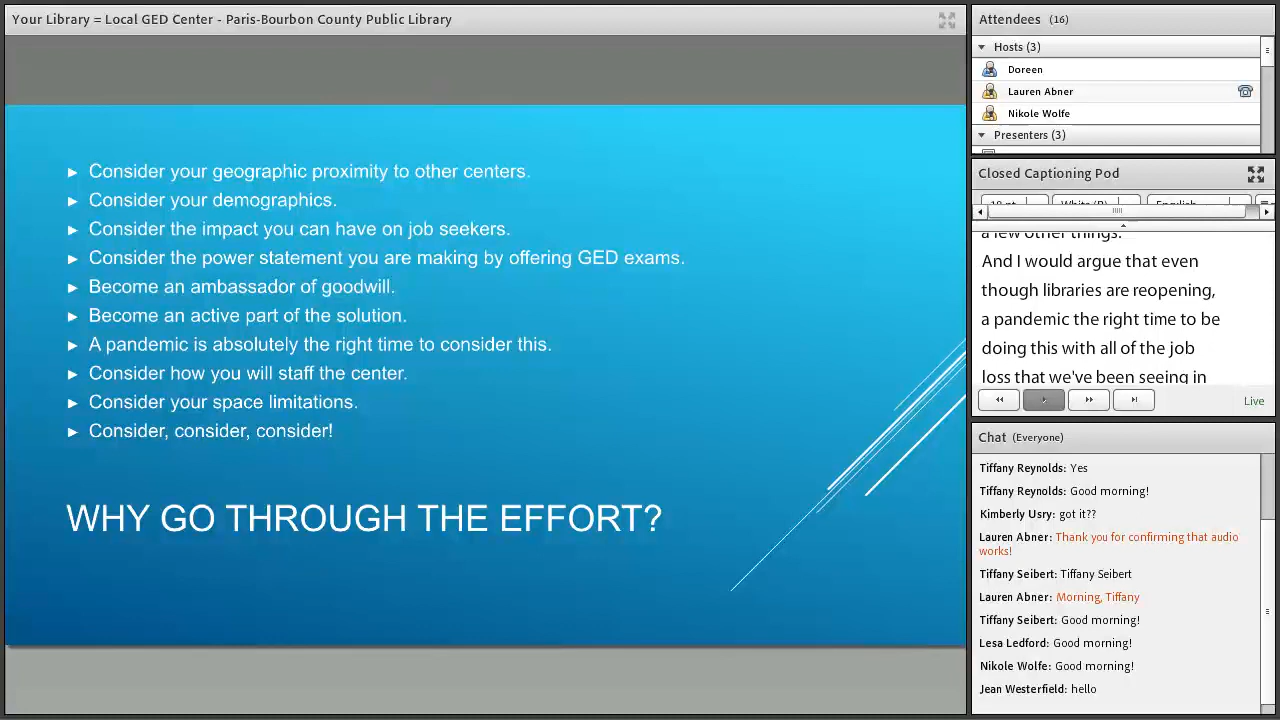 Your Library = Local GED Center - Paris-Bourbon County Public Library
► Consider your geographic proximity to other centers.
► Consider your demographics.
► Consider the impact you can have on job seekers.
► Consider the power statement you are making by offering GED exams.
► Become an ambassador of goodwill.
► Become an active part of the solution.
► A pandemic is absolutely the right time to consider this.
► Consider how you will staff the center.
► Consider your space limitations.
► Consider, consider, consider!
WHY GO THROUGH THE EFFORT?
Attendees (16)
Hosts (3)
Doreen
Lauren Abner
Nikole Wolfe
Presenters (3)
Closed Captioning Pod
English
a few other things.
And I would argue that even
though libraries are reopening,
a pandemic the right time to be
doing this with all of the job
loss that we've been seeing in
Live
Chat (Everyone)
Tiffany Reynolds: Yes
Tiffany Reynolds: Good morning!
Kimberly Usry: got it??
Lauren Abner: Thank you for confirming that audio
works!
Tiffany Seibert: Tiffany Seibert
Lauren Abner: Morning, Tiffany
Tiffany Seibert: Good morning!
Lesa Ledford: Good morning!
Nikole Wolfe: Good morning!
Jean Westerfield: hello